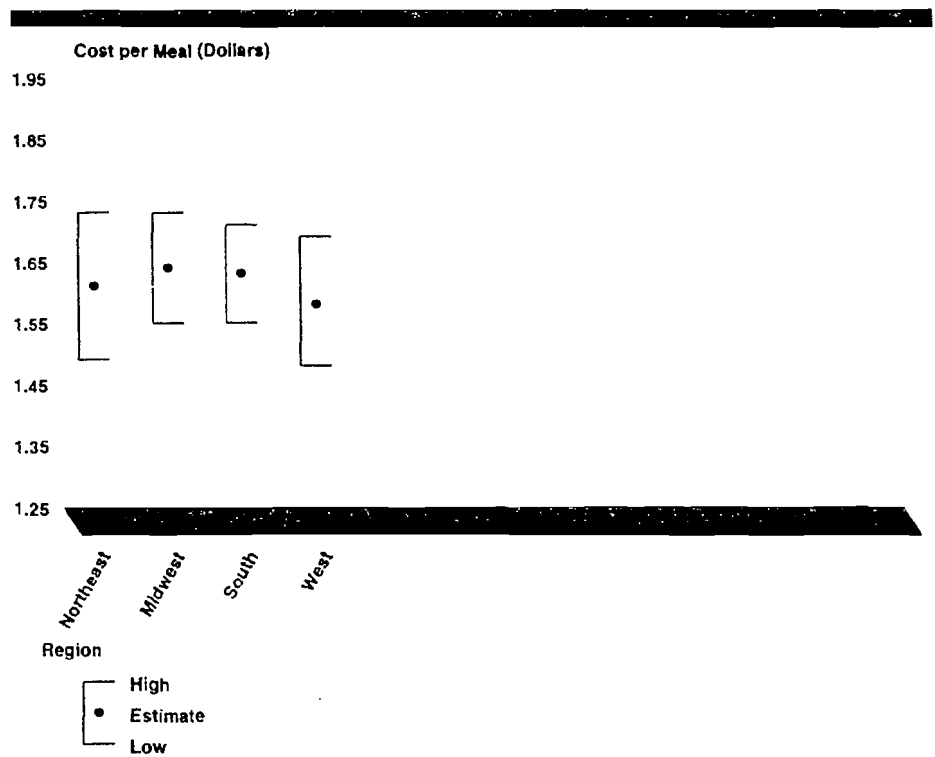 Cost per Meal (Dollars)
1.95
1.85
1.75
1.65
1.55
1.45
1.35
1.25
Northeast
Midwest
South
West
Region
High
Estimate
Low